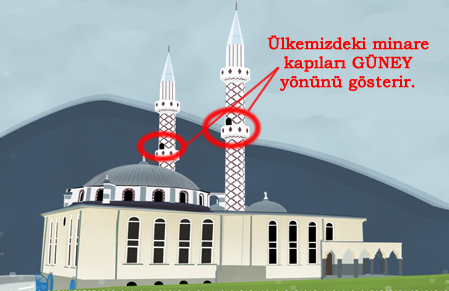 Ülkemizdeki minare
kapıları GÜNEY
yönünü gösterir.